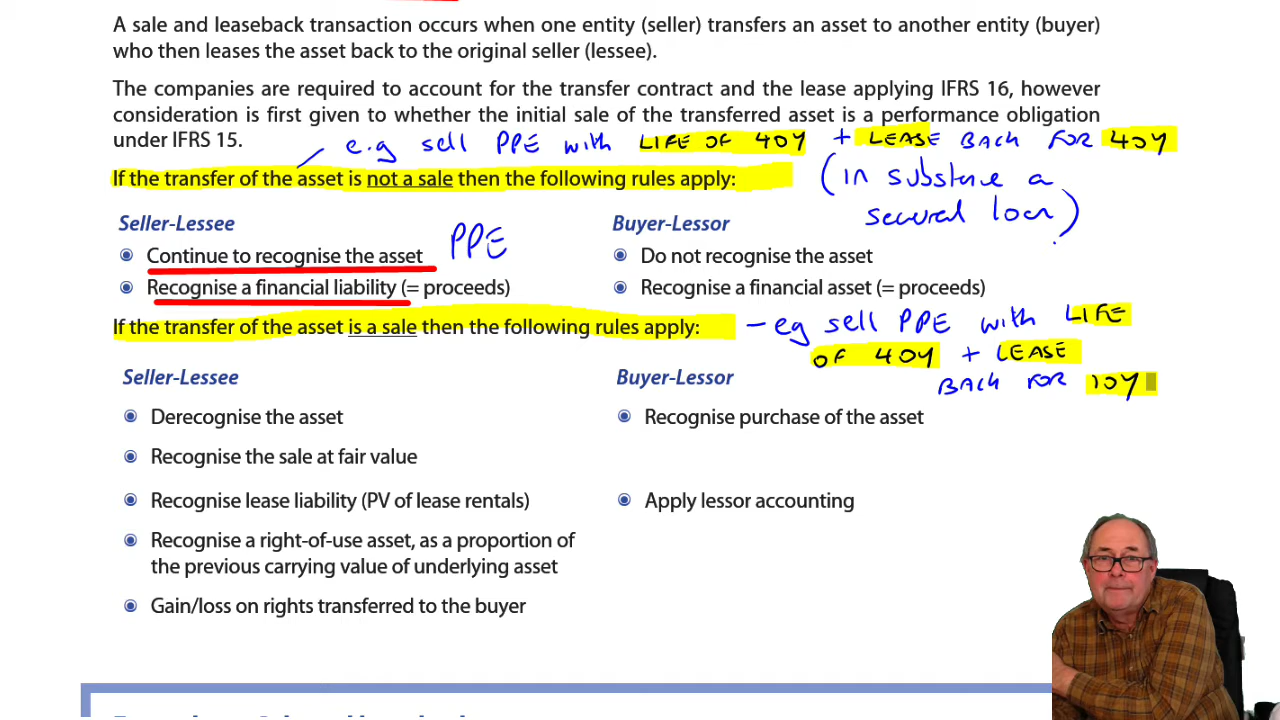 A sale and leaseback transaction occurs when one entity (seller) transfers an asset to another entity (buyer)
who then leases the asset back to the original seller (lessee).
The companies are required to account for the transfer contract and the lease applying IFRS 16, however
consideration is first given to whether the initial sale of the transferred asset is a performance obligation
under IFRS 15.
e.g sell PPE with LIFE OF 40Y + LEASE BACK FOR 40Y
If the transfer of the asset is not a sale then the following rules apply:
(in substance a
secured loan)
Seller-Lessee
Buyer-Lessor
Continue to recognise the asset
PPE
Do not recognise the asset
Recognise a financial liability (= proceeds)
Recognise a financial asset (= proceeds)
If the transfer of the asset is a sale then the following rules apply:
- eg sell PPE with LIFE
OF 40Y + LEASE
BACK FOR 10Y
Seller-Lessee
Buyer-Lessor
Derecognise the asset
Recognise purchase of the asset
Recognise the sale at fair value
Recognise lease liability (PV of lease rentals)
Apply lessor accounting
Recognise a right-of-use asset, as a proportion of
the previous carrying value of underlying asset
Gain/loss on rights transferred to the buyer